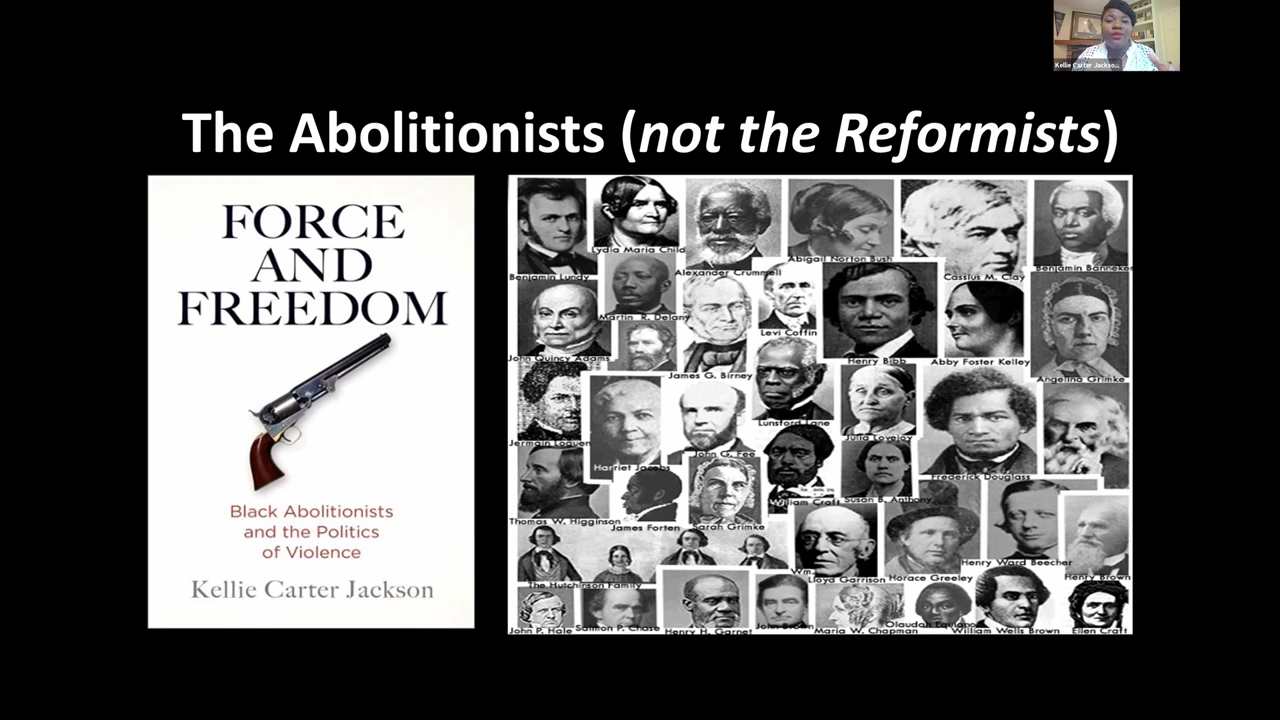 Kellie Carter Jackso...
The Abolitionists (not the Reformists)
FORCE
AND
FREEDOM
Black Abolitionists
and the Politics
of Violence
Kellie Carter Jackson
Lydia Maria Child
Benjamin Lundy
Alexander Crummell
Abigail Norton Bush
Cassius M. Clay
Benjamin Banneker
Martin R. Delany
Levi Coffin
John Quincy Adams
James G. Birney
Henry Bibb
Abby Foster Kelley
Angelina Grimke
Jermain Loguen
Lunsford Lane
Julia Lovejoy
Harriet Jacobs
John G. Fee
Frederick Douglass
William Craft
Susan B. Anthony
Thomas W. Higginson
James Forten
Sarah Grimke
Henry Ward Beecher
The Hutchinson Family
Wm.
Lloyd Garrison
Horace Greeley
Henry Brown
John P. Hale
Salmon P. Chase
Henry H. Garnet
John Brown
Maria W. Chapman
Olaudah Equiano
William Wells Brown
Ellen Craft